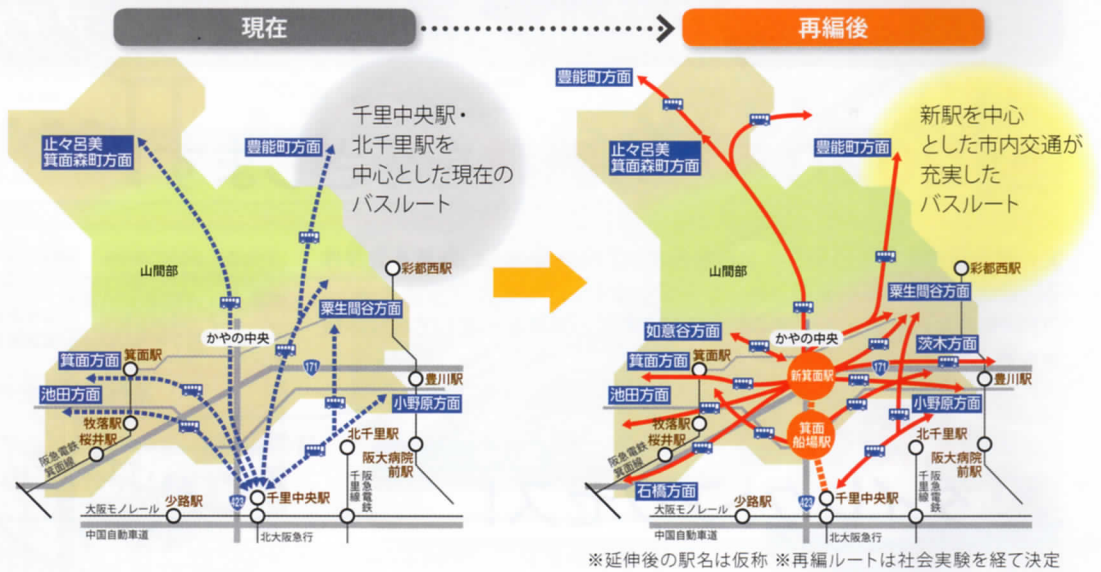 現在
再編後
千里中央駅・
北千里駅を
中心とした現在の
バスルート
止々呂美
箕面森町方面
豊能町方面
山間部
彩都西駅
粟生間谷方面
かやの中央
箕面方面
箕面駅
171
池田方面
豊川駅
小野原方面
牧落駅
桜井駅
北千里駅
阪大病院
前駅
阪急電鉄
箕面線
阪急電鉄
千里線
423
千里中央駅
少路駅
大阪モノレール
中国自動車道
北大阪急行
新駅を中心
とした市内交通が
充実した
バスルート
豊能町方面
止々呂美
箕面森町方面
豊能町方面
山間部
彩都西駅
粟生間谷方面
如意谷方面
かやの中央
茨木方面
箕面方面
箕面駅
新箕面駅
171
豊川駅
池田方面
小野原方面
牧落駅
桜井駅
箕面
船場駅
北千里駅
阪大病院
前駅
阪急電鉄
箕面線
石橋方面
阪急電鉄
千里線
423
千里中央駅
少路駅
大阪モノレール
中国自動車道
北大阪急行
※延伸後の駅名は仮称 ※再編ルートは社会実験を経て決定